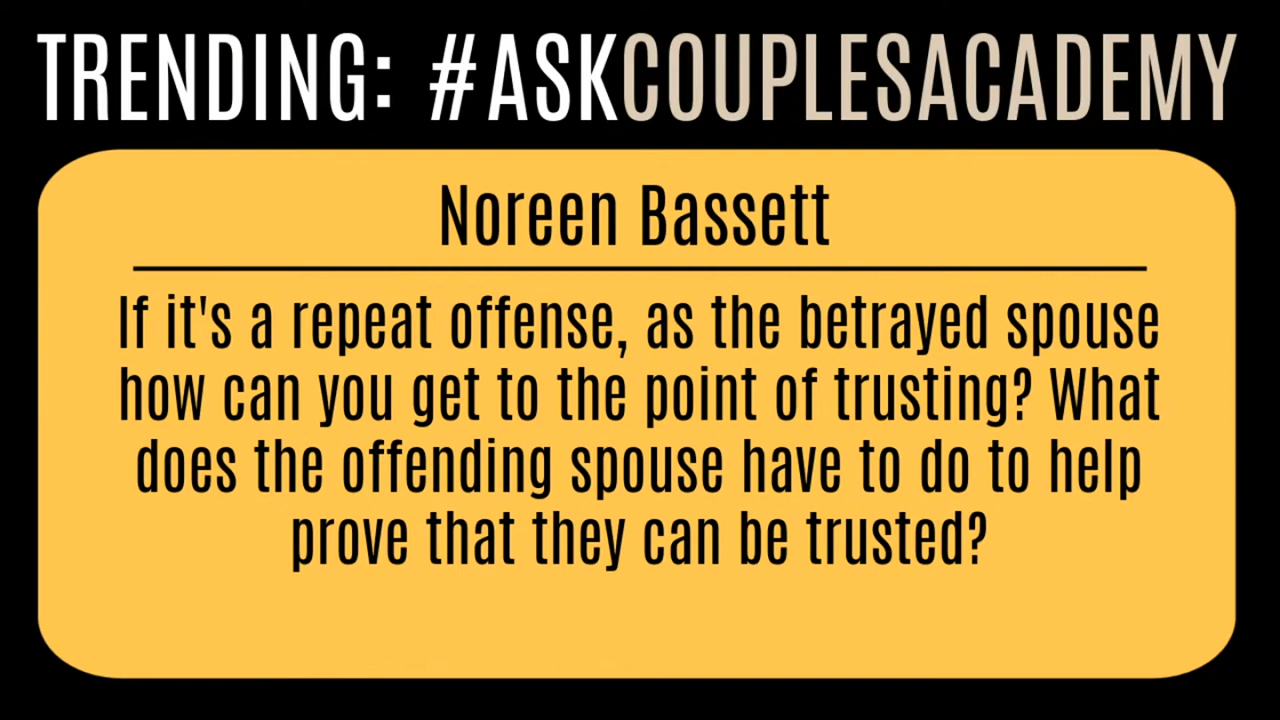 TRENDING: #ASKCOUPLESACADEMY
Noreen Bassett
If it's a repeat offense, as the betrayed spouse
how can you get to the point of trusting? What
does the offending spouse have to do to help
prove that they can be trusted?